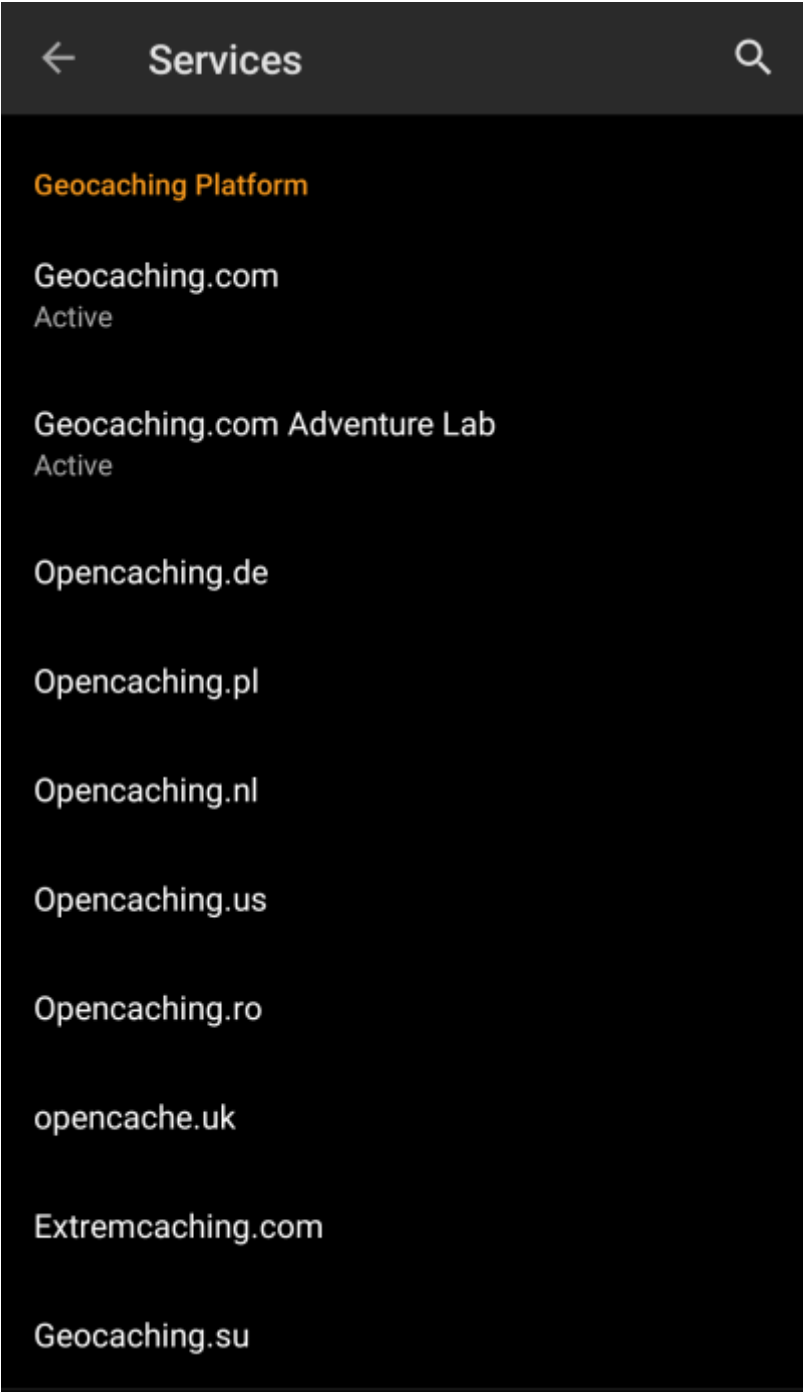 Services
Geocaching Platform
Geocaching.com
Active
Geocaching.com Adventure Lab
Active
Opencaching.de
Opencaching.pl
Opencaching.nl
Opencaching.us
Opencaching.ro
opencache.uk
Extremcaching.com
Geocaching.su